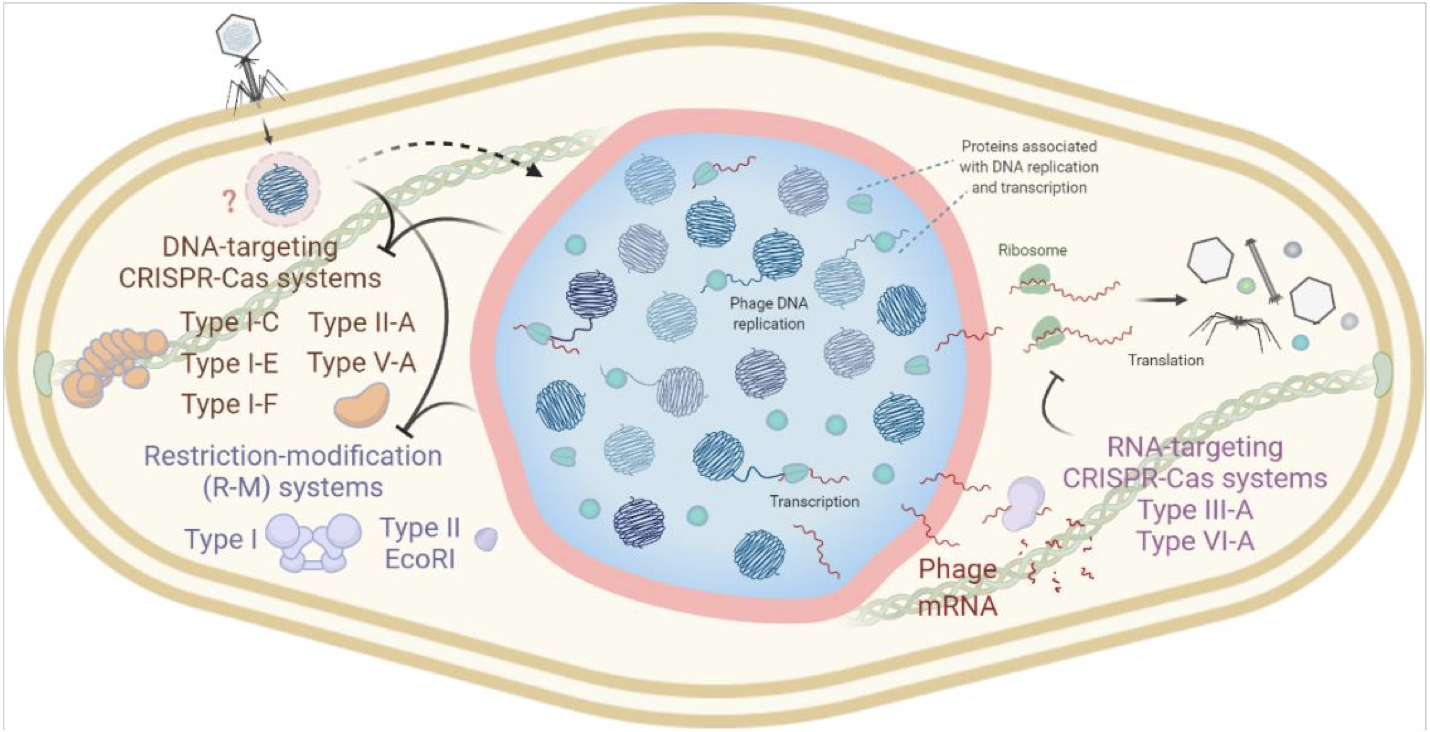 ?
DNA-targeting
CRISPR-Cas systems
Type I-C
Type II-A
Type I-E
Type V-A
Type I-F
Restriction-modification
(R-M) systems
Type I
Type II
EcoRI
Phage DNA
replication
Transcription
Proteins associated
with DNA replication
and transcription
Ribosome
Translation
RNA-targeting
CRISPR-Cas systems
Type III-A
Type VI-A
Phage
mRNA